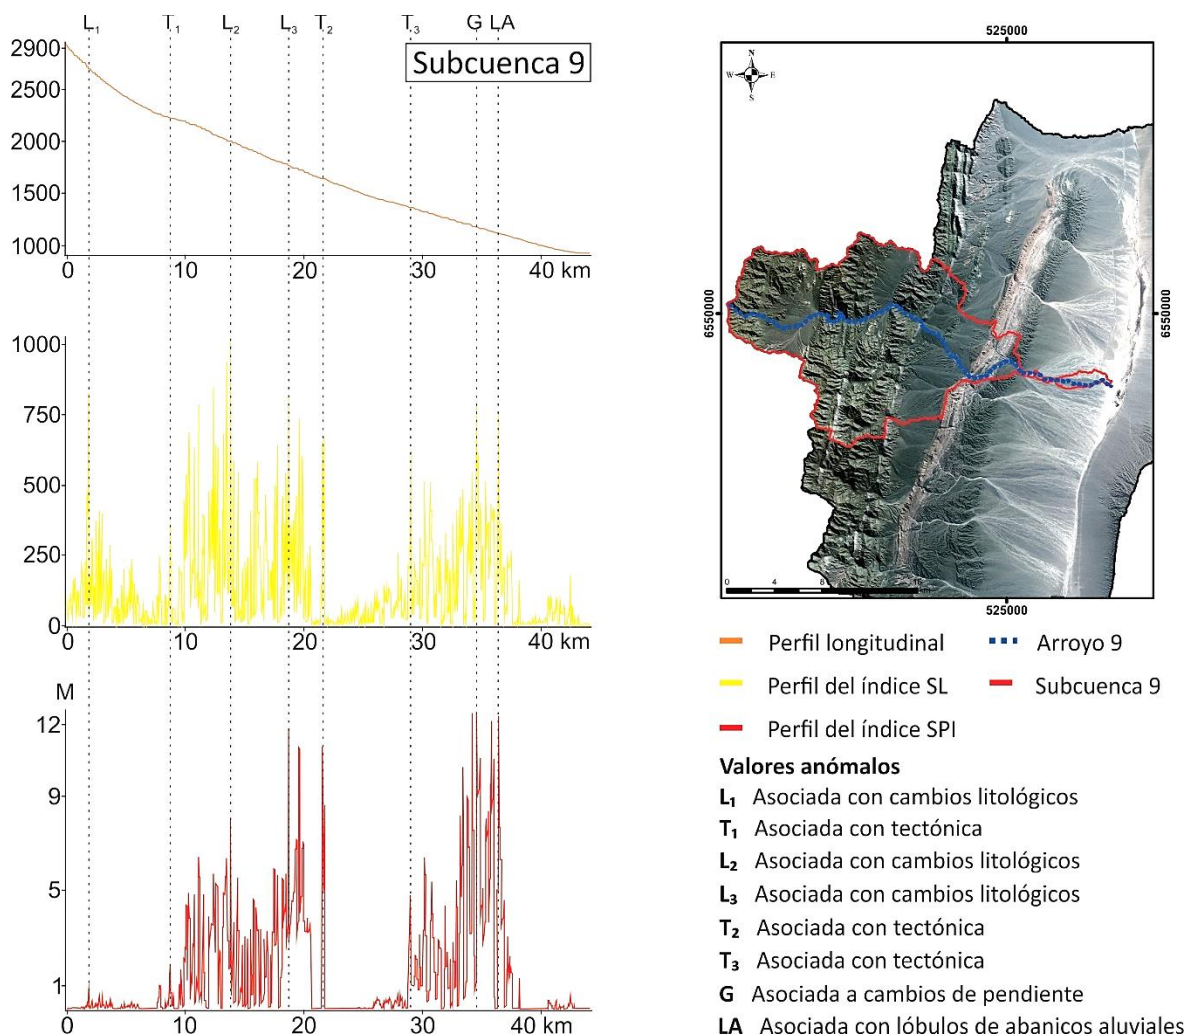 L₁ T₁ L₂ L₃ T₂ T₃ G LA
Subcuenca 9
2900
2500
2000
1500
1000
0 10 20 30 40 km
1000
750
500
250
0
0 10 20 30 40 km
M
12
9
5
1
0 10 20 30 40 km
525000
N
W E
S
6550000 6550000
0 4 8
525000
Perfil longitudinal Arroyo 9
Perfil del índice SL Subcuenca 9
Perfil del índice SPI
Valores anómalos
L₁ Asociada con cambios litológicos
T₁ Asociada con tectónica
L₂ Asociada con cambios litológicos
L₃ Asociada con cambios litológicos
T₂ Asociada con tectónica
T₃ Asociada con tectónica
G Asociada a cambios de pendiente
LA Asociada con lóbulos de abanicos aluviales